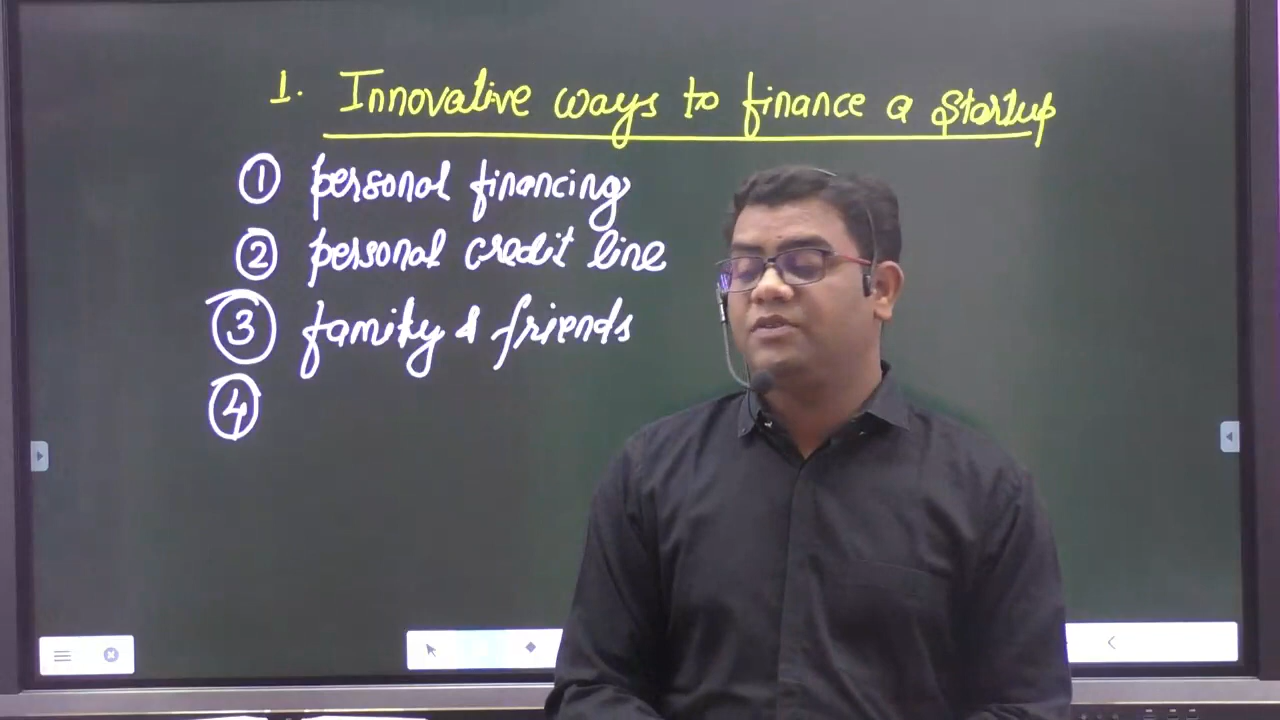 1. Innovative ways to finance a Startup
① personal financing
② personal credit line
③ family & friends
④